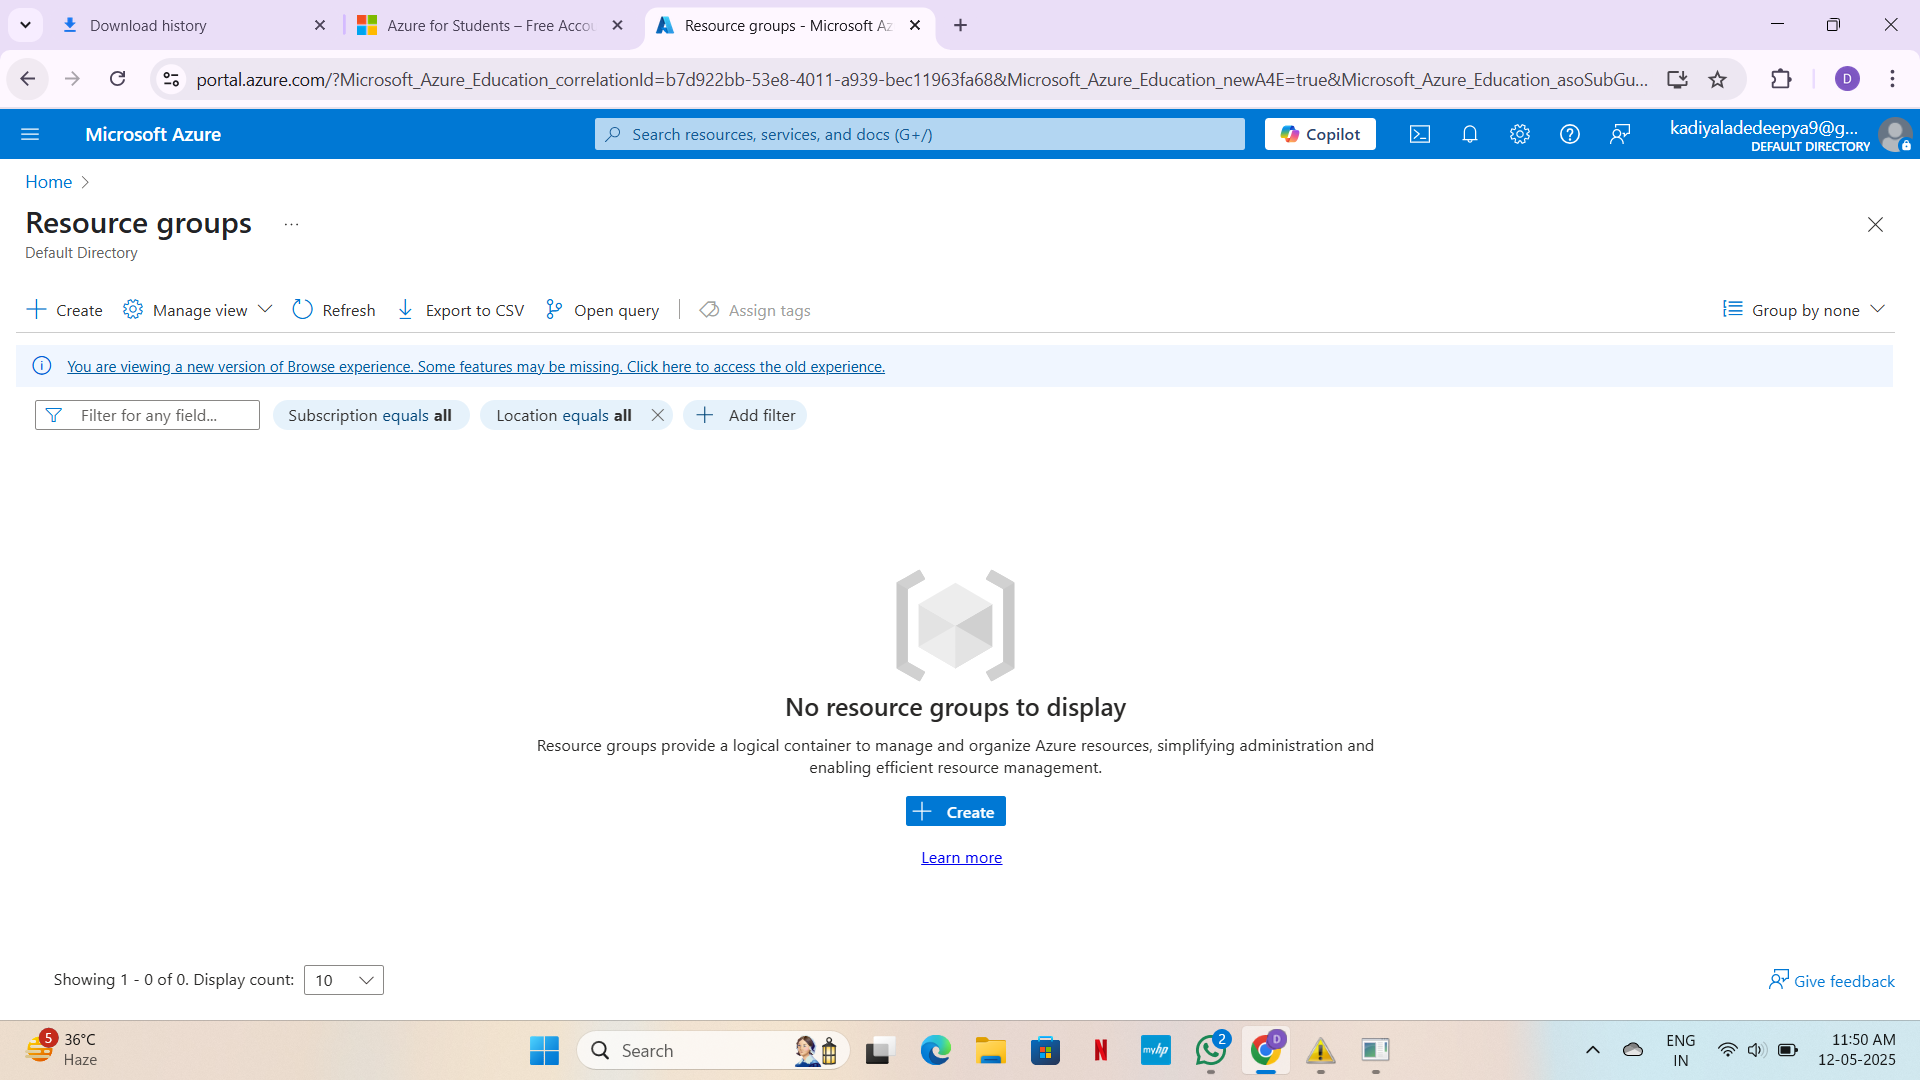 Download history
Azure for Students – Free Accou
Resource groups - Microsoft Az
portal.azure.com/?Microsoft_Azure_Education_correlationId=b7d922bb-53e8-4011-a939-bec11963fa68&Microsoft_Azure_Education_newA4E=true&Microsoft_Azure_Education_asoSubGu...
D
Microsoft Azure
Search resources, services, and docs (G+/)
Copilot
kadiyaladedeepya9@g...
DEFAULT DIRECTORY
Home
Resource groups ...
Default Directory
Create
Manage view
Refresh
Export to CSV
Open query
Assign tags
Group by none
You are viewing a new version of Browse experience. Some features may be missing. Click here to access the old experience.
Filter for any field...
Subscription equals all
Location equals all
Add filter
No resource groups to display
Resource groups provide a logical container to manage and organize Azure resources, simplifying administration and
enabling efficient resource management.
Create
Learn more
Showing 1 - 0 of 0. Display count: 10
Give feedback
5
36°C
Haze
Search
N
myhp
2
D
ENG
IN
11:50 AM
12-05-2025